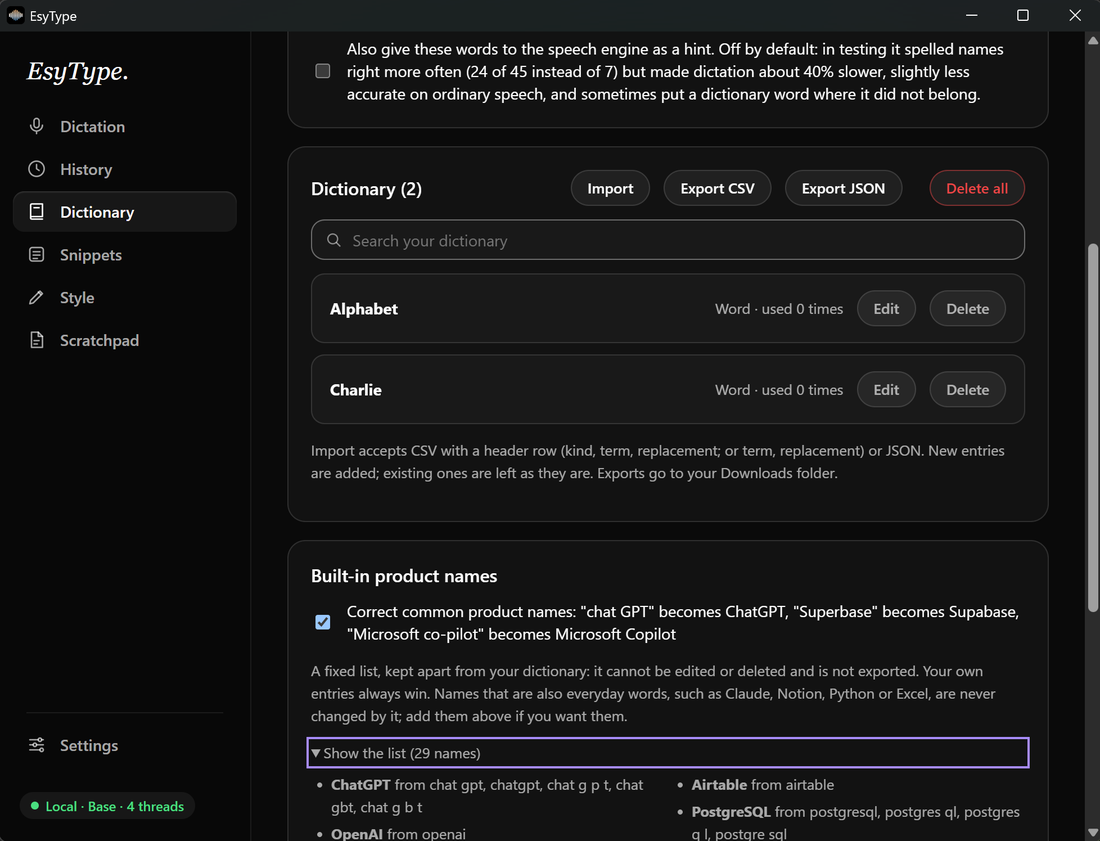 EsyType
EsyType.
Dictation
History
Dictionary
Snippets
Style
Scratchpad
Settings
Local · Base · 4 threads
Also give these words to the speech engine as a hint. Off by default: in testing it spelled names
right more often (24 of 45 instead of 7) but made dictation about 40% slower, slightly less
accurate on ordinary speech, and sometimes put a dictionary word where it did not belong.
Dictionary (2)
Import
Export CSV
Export JSON
Delete all
Search your dictionary
Alphabet
Word · used 0 times
Edit
Delete
Charlie
Word · used 0 times
Edit
Delete
Import accepts CSV with a header row (kind, term, replacement; or term, replacement) or JSON. New entries
are added; existing ones are left as they are. Exports go to your Downloads folder.
Built-in product names
Correct common product names: "chat GPT" becomes ChatGPT, "Superbase" becomes Supabase,
"Microsoft co-pilot" becomes Microsoft Copilot
A fixed list, kept apart from your dictionary: it cannot be edited or deleted and is not exported. Your own
entries always win. Names that are also everyday words, such as Claude, Notion, Python or Excel, are never
changed by it; add them above if you want them.
Show the list (29 names)
ChatGPT from chat gpt, chatgpt, chat g p t, chat
gbt, chat g b t
OpenAI from openai
Airtable from airtable
PostgreSQL from postgresql, postgres ql, postgres
q l, postgre sql